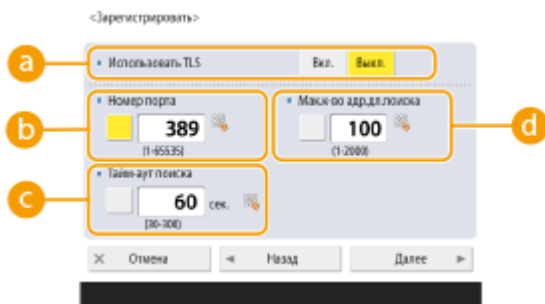 <Зарегистрировать>
a
Использовать TLS
Вкл.
Выкл.
b
Номер порта
389
(1-65535)
Мак.к-во адр.дл.поиска
100
(1-2000)
d
c
Тайм-аут поиска
60 сек.
(30-300)
Отмена
Назад
Далее